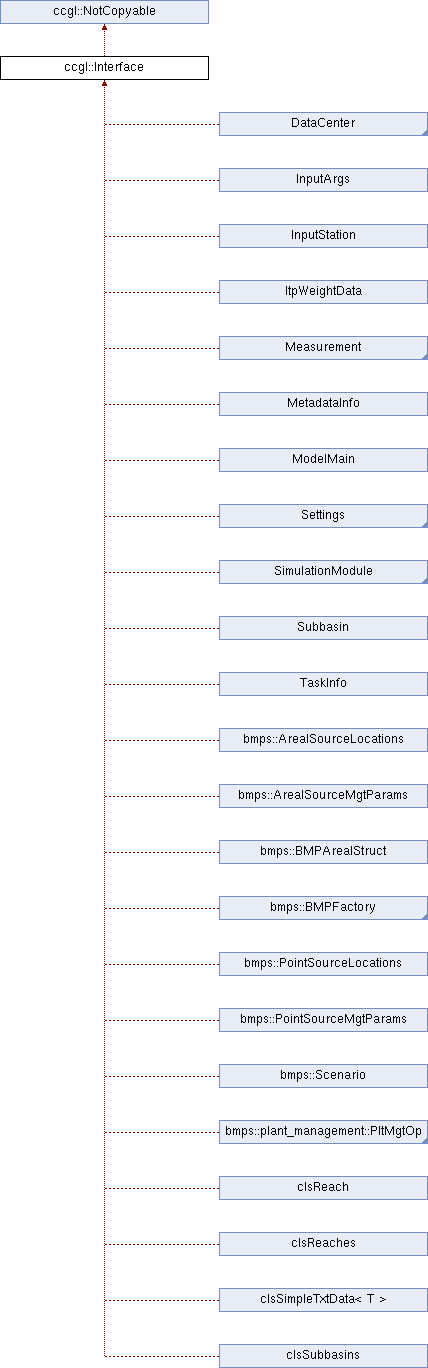 ccgl::NotCopyable
ccgl::Interface
DataCenter
InputArgs
InputStation
ItpWeightData
Measurement
MetadataInfo
ModelMain
Settings
SimulationModule
Subbasin
TaskInfo
bmps::ArealSourceLocations
bmps::ArealSourceMgtParams
bmps::BMPArealStruct
bmps::BMPFactory
bmps::PointSourceLocations
bmps::PointSourceMgtParams
bmps::Scenario
bmps::plant_management::PltMgtOp
clsReach
clsReaches
clsSimpleTxtData< T >
clsSubbasins